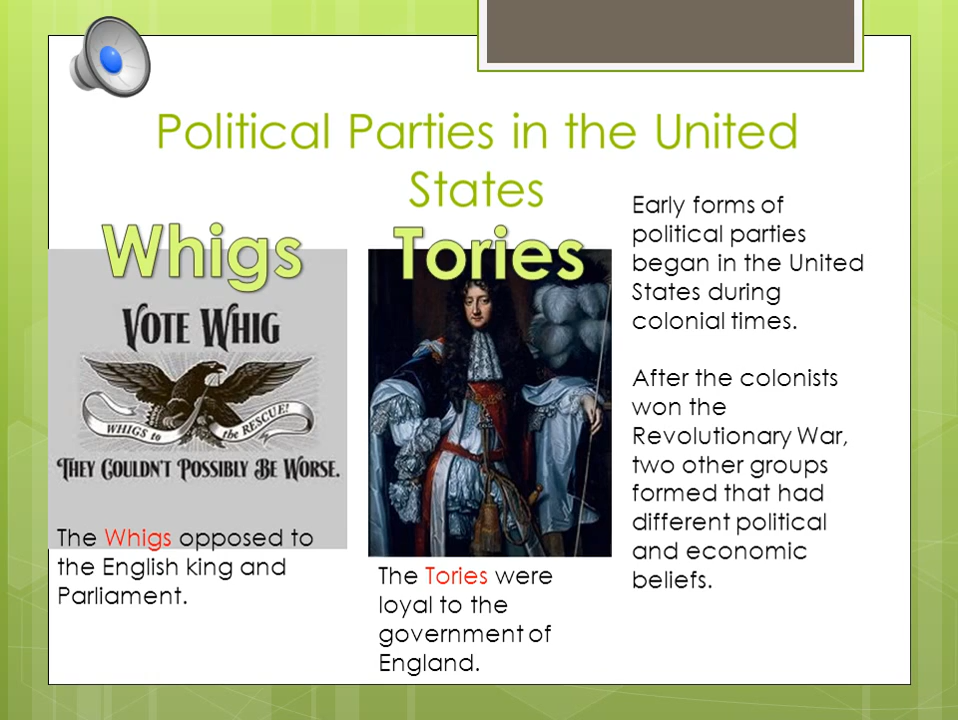 Political Parties in the United
States
Whigs
VOTE WHIG
WHIGS to the RESCUE!
THEY COULDN'T POSSIBLY BE WORSE.
The Whigs opposed to
the English king and
Parliament.
Tories
The Tories were
loyal to the
government of
England.
Early forms of
political parties
began in the United
States during
colonial times.
After the colonists
won the
Revolutionary War,
two other groups
formed that had
different political
and economic
beliefs.